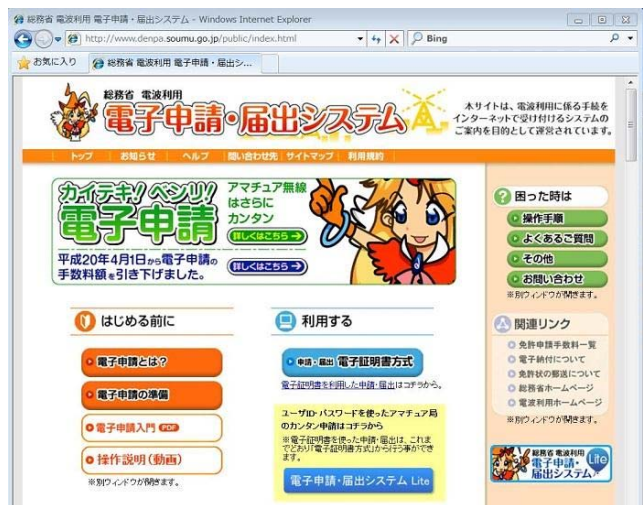 総務省 電波利用 電子申請・届出システム - Windows Internet Explorer
http://www.denpa.soumu.go.jp/public/index.html
Bing
お気に入り
総務省 電波利用 電子申請・届出シ...
総務省 電波利用
電子申請・届出システム
本サイトは、電波利用に係る手続を
インターネットで受け付けるシステムの
ご案内を目的として運営されています。
トップ
お知らせ
ヘルプ
問い合わせ先
サイトマップ
利用規約
カイテキ!ベンリ!
電子申請
アマチュア無線
はさらに
カンタン
詳しくはこちら
平成20年4月1日から電子申請の
手数料額を引き下げました。
詳しくはこちら
困った時は
操作手順
よくあるご質問
その他
お問い合わせ
※別ウィンドウが開きます。
はじめる前に
電子申請とは?
電子申請の準備
電子申請入門 PDF
操作説明(動画)
※別ウィンドウが開きます。
利用する
申請・届出 電子証明書方式
電子証明書を利用した申請・届出はコチラから。
ユーザID・パスワードを使ったアマチュア局
のカンタン申請はコチラから
※電子証明書を使った申請・届出は、これま
でどおり「電子証明書方式」から行う事ができ
ます。
電子申請・届出システム Lite
関連リンク
免許申請手数料一覧
電子納付について
免許状の郵送について
総務省ホームページ
電波利用ホームページ
※別ウィンドウが開きます。
総務省 電波利用
電子申請・
届出システム
Lite